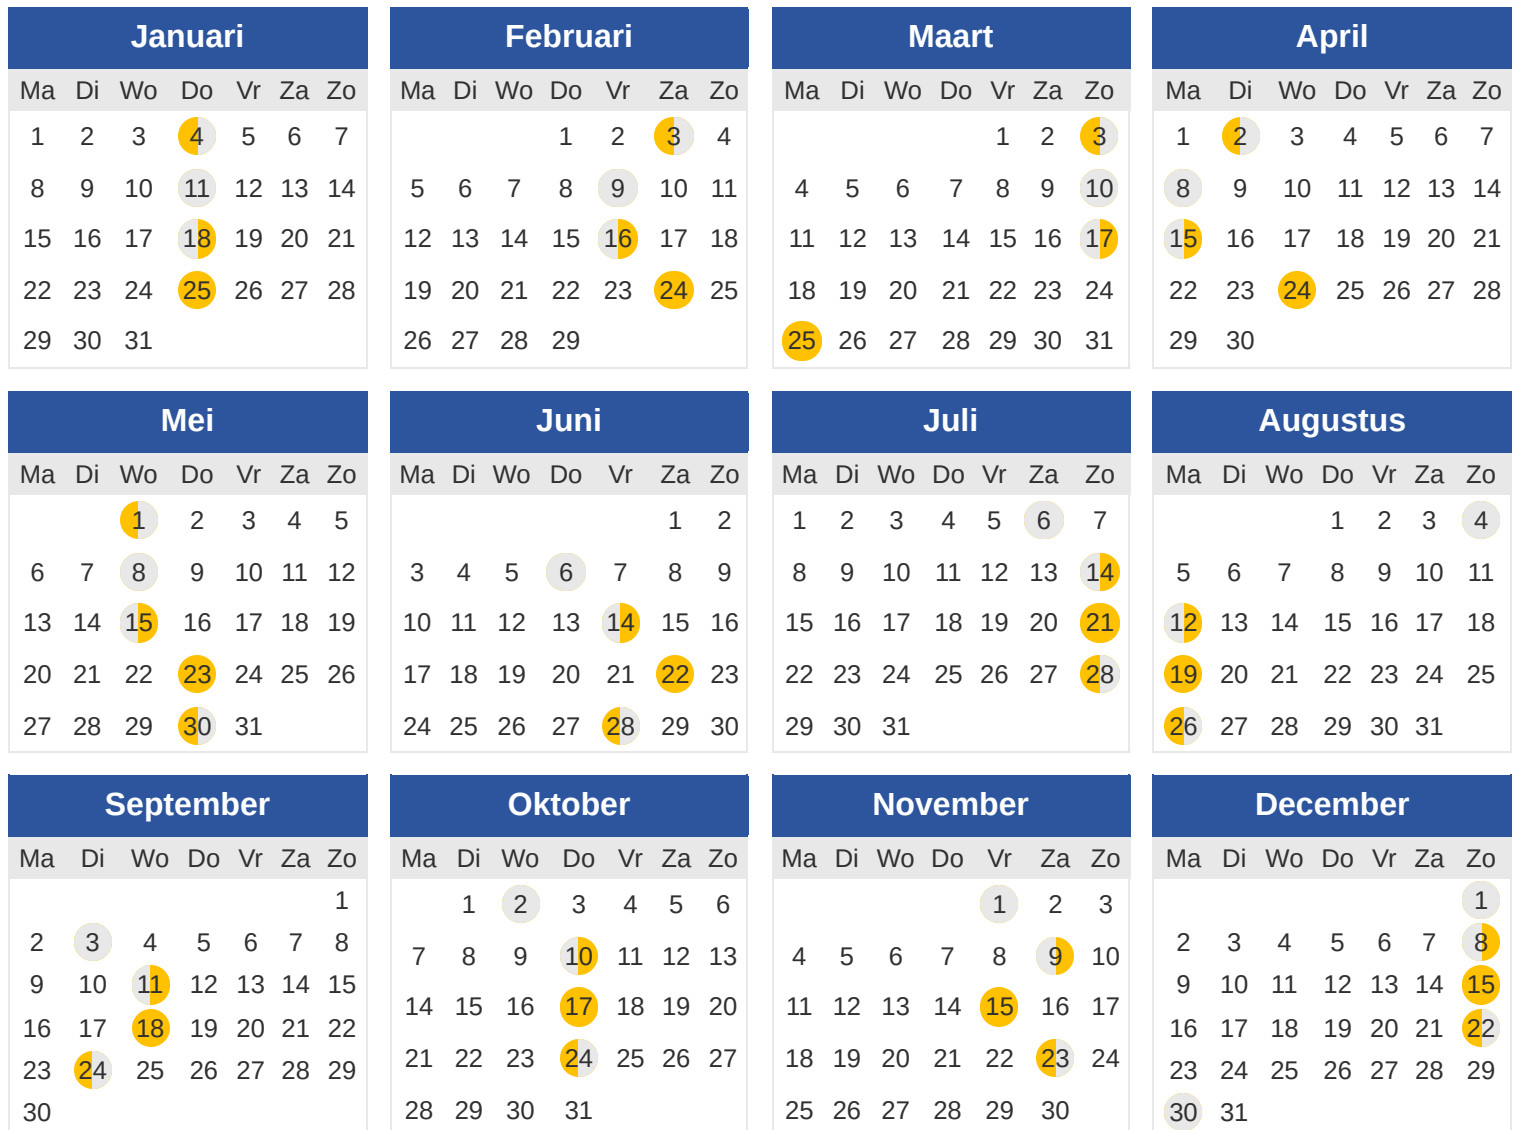 Januari
Ma Di Wo Do Vr Za Zo
1 2 3 4 5 6 7
8 9 10 11 12 13 14
15 16 17 18 19 20 21
22 23 24 25 26 27 28
29 30 31
Februari
Ma Di Wo Do Vr Za Zo
1 2 3 4
5 6 7 8 9 10 11
12 13 14 15 16 17 18
19 20 21 22 23 24 25
26 27 28 29
Maart
Ma Di Wo Do Vr Za Zo
1 2 3
4 5 6 7 8 9 10
11 12 13 14 15 16 17
18 19 20 21 22 23 24
25 26 27 28 29 30 31
April
Ma Di Wo Do Vr Za Zo
1 2 3 4 5 6 7
8 9 10 11 12 13 14
15 16 17 18 19 20 21
22 23 24 25 26 27 28
29 30
Mei
Ma Di Wo Do Vr Za Zo
1 2 3 4 5
6 7 8 9 10 11 12
13 14 15 16 17 18 19
20 21 22 23 24 25 26
27 28 29 30 31
Juni
Ma Di Wo Do Vr Za Zo
1 2
3 4 5 6 7 8 9
10 11 12 13 14 15 16
17 18 19 20 21 22 23
24 25 26 27 28 29 30
Juli
Ma Di Wo Do Vr Za Zo
1 2 3 4 5 6 7
8 9 10 11 12 13 14
15 16 17 18 19 20 21
22 23 24 25 26 27 28
29 30 31
Augustus
Ma Di Wo Do Vr Za Zo
1 2 3 4
5 6 7 8 9 10 11
12 13 14 15 16 17 18
19 20 21 22 23 24 25
26 27 28 29 30 31
September
Ma Di Wo Do Vr Za Zo
1
2 3 4 5 6 7 8
9 10 11 12 13 14 15
16 17 18 19 20 21 22
23 24 25 26 27 28 29
30
Oktober
Ma Di Wo Do Vr Za Zo
1 2 3 4 5 6
7 8 9 10 11 12 13
14 15 16 17 18 19 20
21 22 23 24 25 26 27
28 29 30 31
November
Ma Di Wo Do Vr Za Zo
1 2 3
4 5 6 7 8 9 10
11 12 13 14 15 16 17
18 19 20 21 22 23 24
25 26 27 28 29 30
December
Ma Di Wo Do Vr Za Zo
1
2 3 4 5 6 7 8
9 10 11 12 13 14 15
16 17 18 19 20 21 22
23 24 25 26 27 28 29
30 31